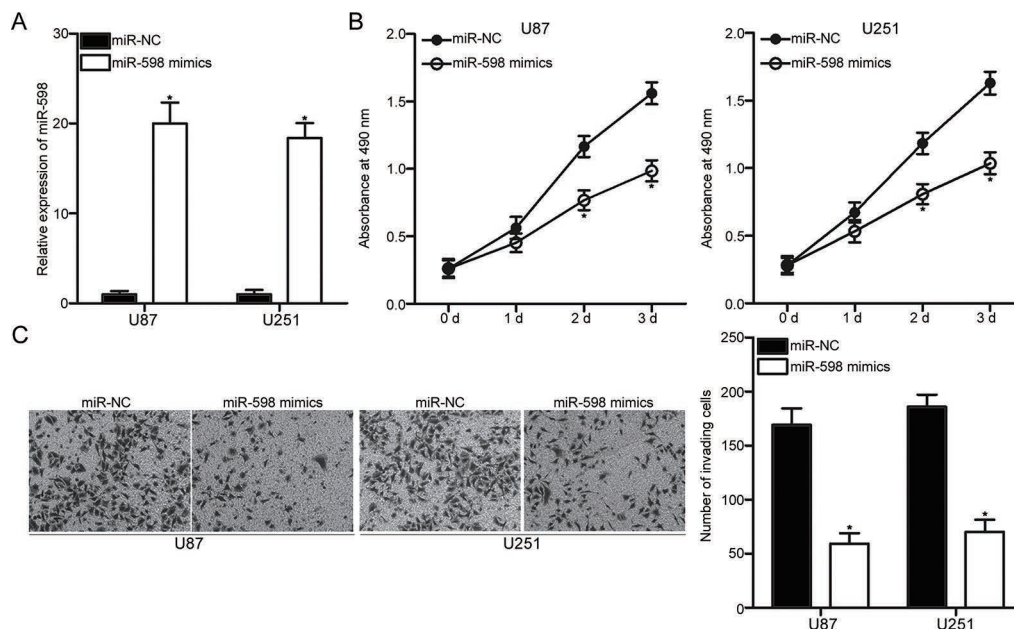 A
Relative expression of miR-598
30
20
10
0
miR-NC
miR-598 mimics
*
*
U87
U251
B
U87
Absorbance at 490 nm
2.0
1.5
1.0
0.5
0.0
miR-NC
miR-598 mimics
*
*
0 d
1 d
2 d
3 d
U251
Absorbance at 490 nm
2.0
1.5
1.0
0.5
0.0
miR-NC
miR-598 mimics
*
*
0 d
1 d
2 d
3 d
C
miR-NC
miR-598 mimics
miR-NC
miR-598 mimics
U87
U251
Number of invading cells
250
200
150
100
50
0
miR-NC
miR-598 mimics
*
*
U87
U251